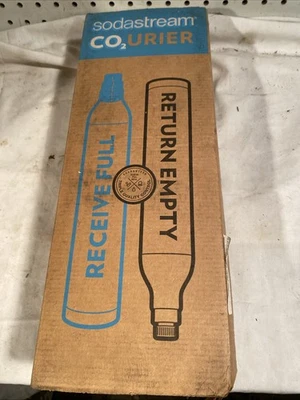 sodastream
CO₂URIER
RECEIVE FULL
RETURN EMPTY